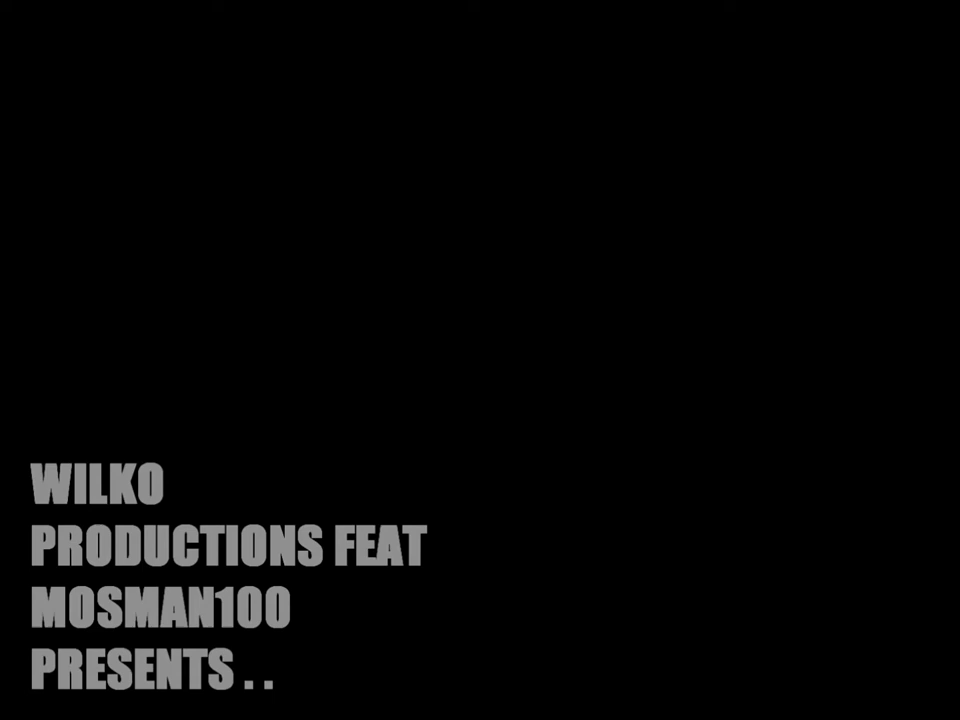 WILKO
PRODUCTIONS FEAT
MOSMAN100
PRESENTS . .